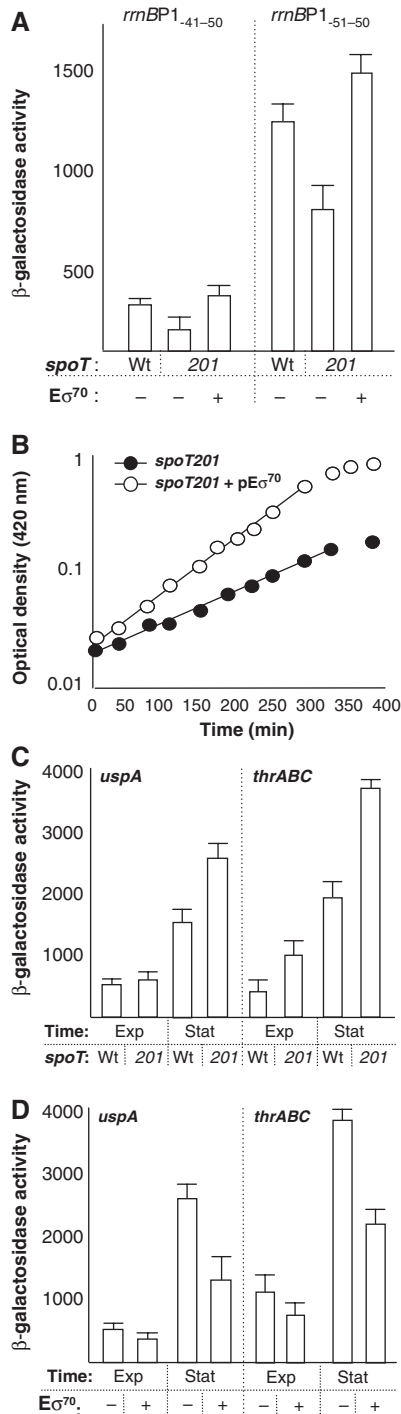 A
rrnBP1-41–50 rrnBP1-51–50
β-galactosidase activity
1500
1000
500
spoT : Wt 201 Wt 201
Eσ70 : – – + – – +
B
Optical density (420 nm)
1
0.1
0.01
spoT201
spoT201 + pEσ70
0 50 100 150 200 250 300 350 400
Time (min)
C
β-galactosidase activity
4000
3000
2000
1000
uspA thrABC
Time: Exp Stat Exp Stat
spoT: Wt 201 Wt 201 Wt 201 Wt 201
D
β-galactosidase activity
4000
3000
2000
1000
uspA thrABC
Time: Exp Stat Exp Stat
Eσ70. – + – + – + – +